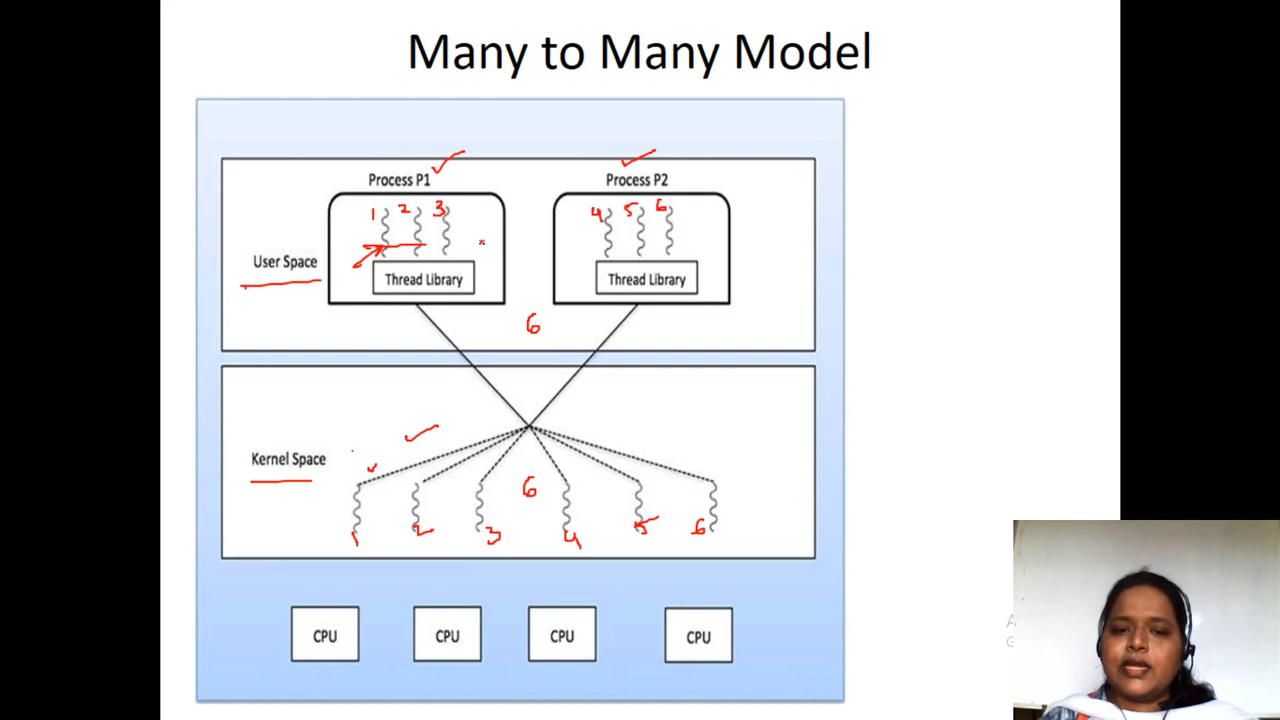 Many to Many Model
Process P1 Process P2
1 2 3 4 5 6
User Space
Thread Library Thread Library
6
Kernel Space
6
1 2 3 4 5 6
CPU CPU CPU CPU